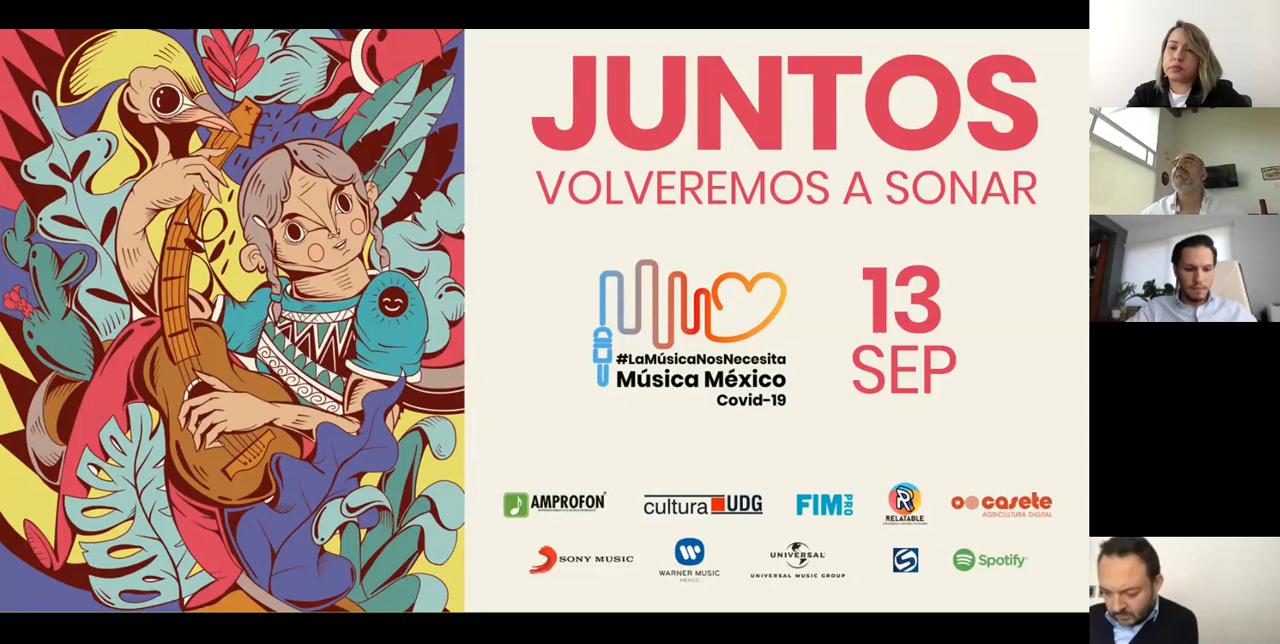 JUNTOS
VOLVEREMOS A SONAR
#LaMúsicaNosNecesita
Música México
Covid-19
13
SEP
AMPROFON
cultura UDG
FIM PRO
RELATABLE
casete
AGRICULTURA DIGITAL
SONY MUSIC
WARNER MUSIC
MEXICO
UNIVERSAL
UNIVERSAL MUSIC GROUP
Spotify